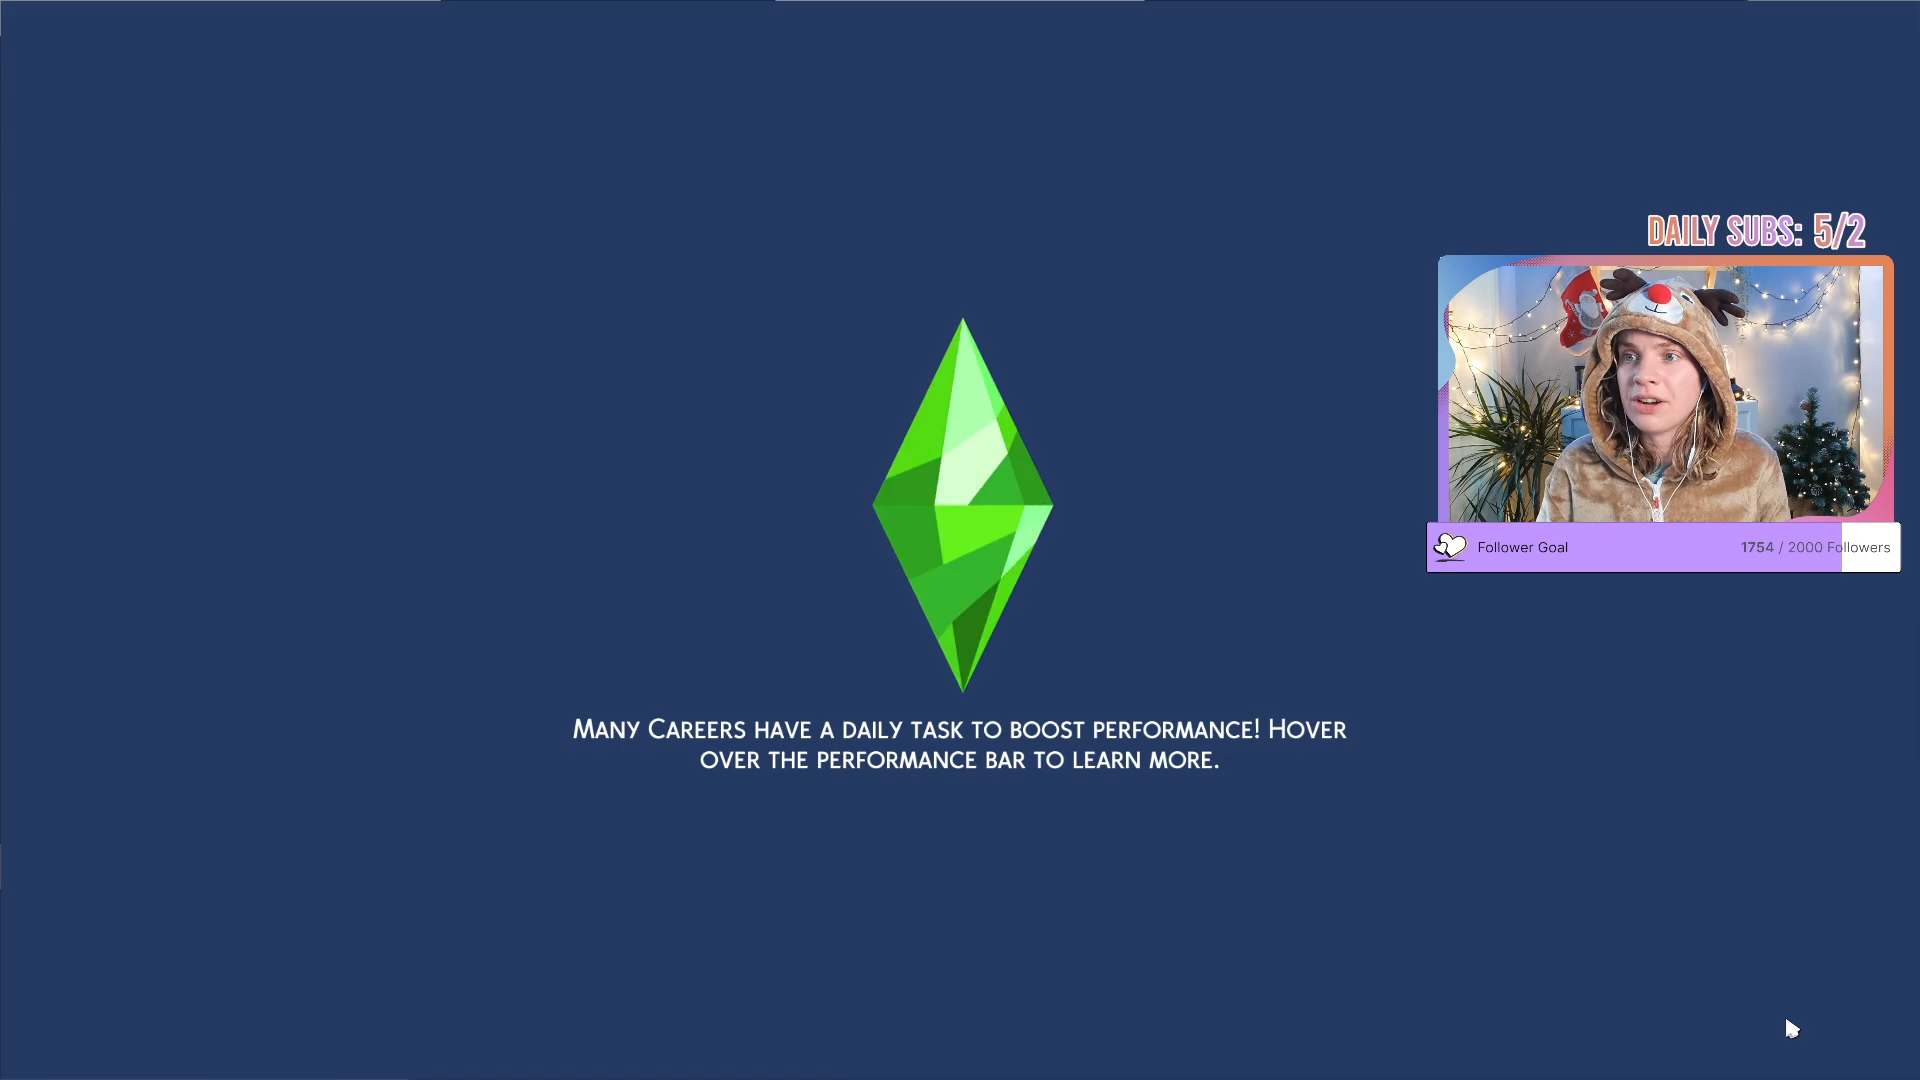 DAILY SUBS: 5/2
Follower Goal
1754 / 2000 Followers
MANY CAREERS HAVE A DAILY TASK TO BOOST PERFORMANCE! HOVER
OVER THE PERFORMANCE BAR TO LEARN MORE.